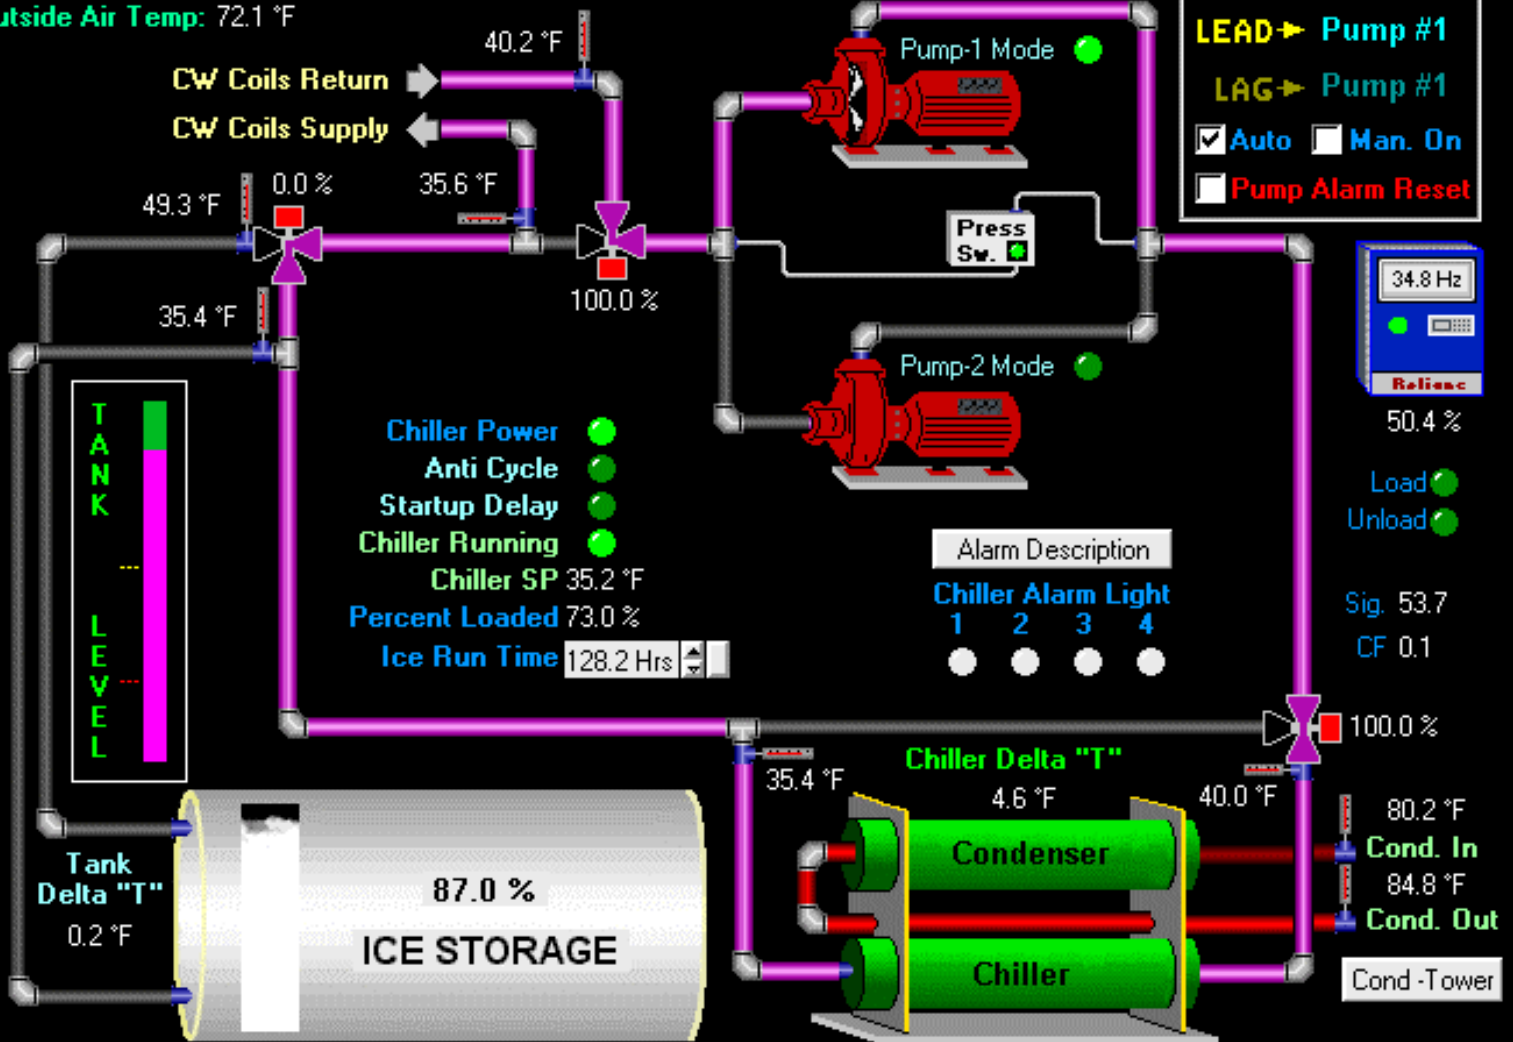 utside Air Temp: 72.1 °F
40.2 °F
CW Coils Return
CW Coils Supply
49.3 °F
0.0 %
35.6 °F
100.0 %
35.4 °F
Pump-1 Mode
Press
Sw.
Pump-2 Mode
LEAD Pump #1
LAG Pump #1
Auto Man. On
Pump Alarm Reset
34.8 Hz
Relianc
50.4 %
Load
Unload
Sig. 53.7
CF 0.1
TANK
LEVEL
Chiller Power
Anti Cycle
Startup Delay
Chiller Running
Chiller SP 35.2 °F
Percent Loaded 73.0 %
Ice Run Time 128.2 Hrs
Alarm Description
Chiller Alarm Light
1 2 3 4
100.0 %
35.4 °F
Chiller Delta "T"
4.6 °F
40.0 °F
Condenser
Chiller
80.2 °F
Cond. In
84.8 °F
Cond. Out
Cond -Tower
Tank
Delta "T"
0.2 °F
87.0 %
ICE STORAGE